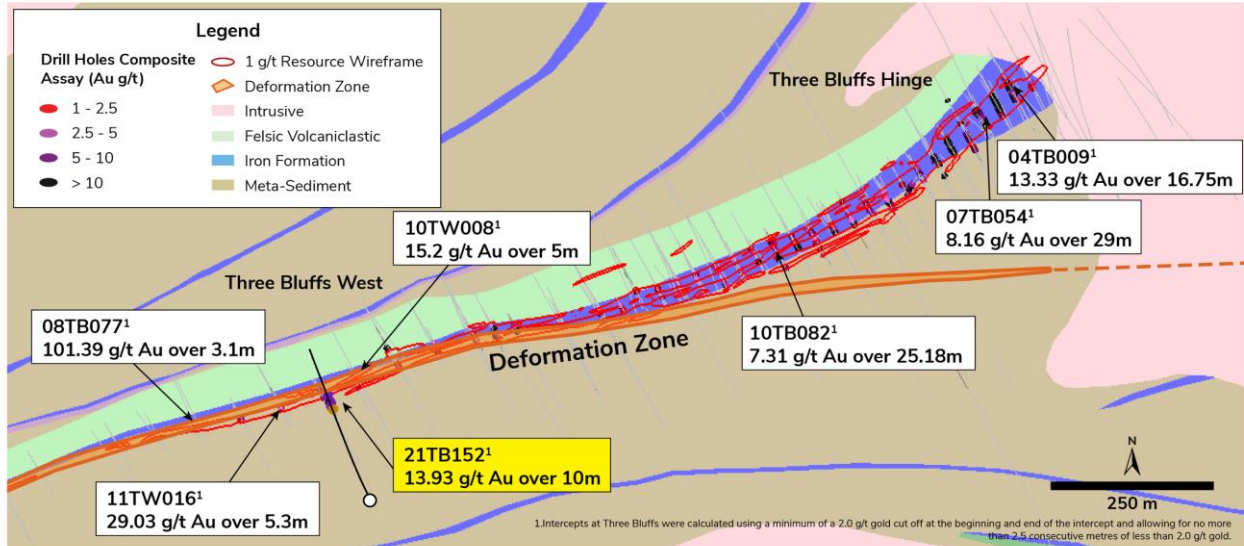 Legend
Drill Holes Composite
Assay (Au g/t)
1 - 2.5
2.5 - 5
5 - 10
> 10
1 g/t Resource Wireframe
Deformation Zone
Intrusive
Felsic Volcaniclastic
Iron Formation
Meta-Sediment
Three Bluffs Hinge
04TB009¹
13.33 g/t Au over 16.75m
07TB054¹
8.16 g/t Au over 29m
10TW008¹
15.2 g/t Au over 5m
Three Bluffs West
08TB077¹
101.39 g/t Au over 3.1m
10TB082¹
7.31 g/t Au over 25.18m
Deformation Zone
21TB152¹
13.93 g/t Au over 10m
11TW016¹
29.03 g/t Au over 5.3m
N
250 m
1.Intercepts at Three Bluffs were calculated using a minimum of a 2.0 g/t gold cut off at the beginning and end of the intercept and allowing for no more
than 2.5 consecutive metres of less than 2.0 g/t gold.